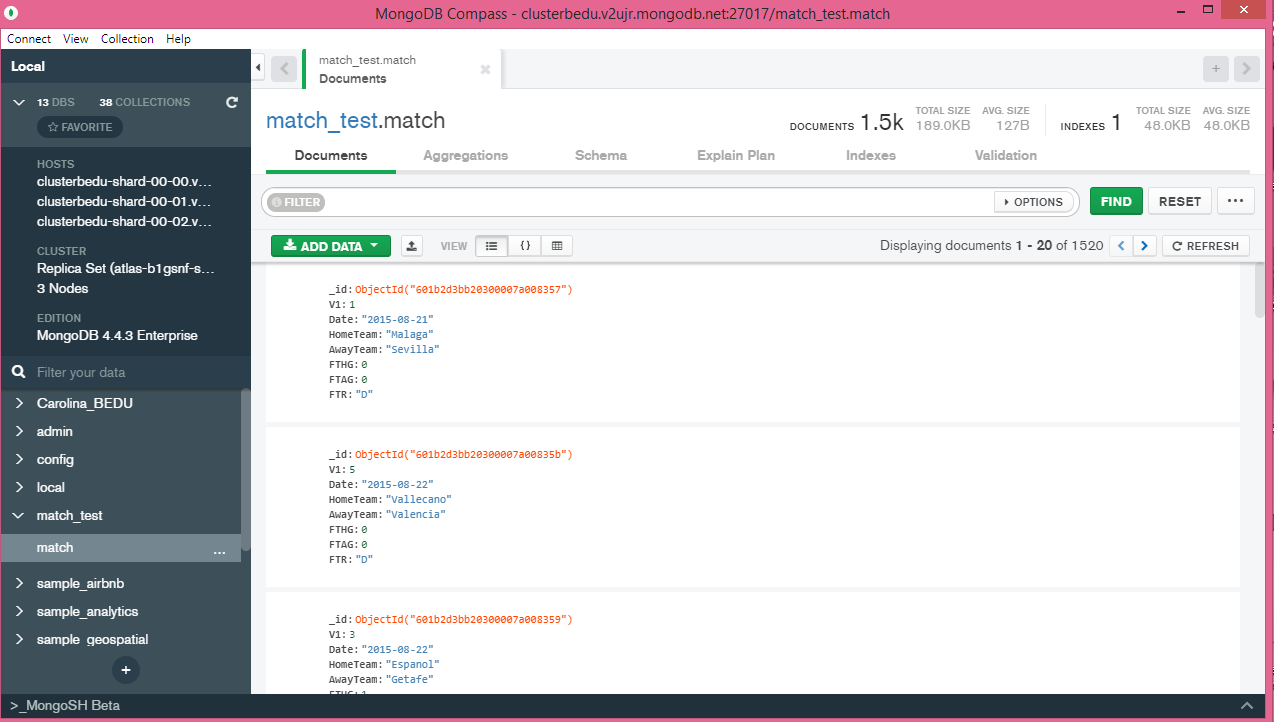 MongoDB Compass - clusterbedu.v2ujr.mongodb.net:27017/match_test.match
Connect View Collection Help
Local
match_test.match
Documents
13 DBS 38 COLLECTIONS
FAVORITE
HOSTS
clusterbedu-shard-00-00.v...
clusterbedu-shard-00-01.v...
clusterbedu-shard-00-02.v...
CLUSTER
Replica Set (atlas-b1gsnf-s...
3 Nodes
EDITION
MongoDB 4.4.3 Enterprise
Filter your data
Carolina_BEDU
admin
config
local
match_test
match ...
sample_airbnb
sample_analytics
sample_geospatial
+
match_test.match
DOCUMENTS 1.5k TOTAL SIZE 189.0KB AVG. SIZE 127B INDEXES 1 TOTAL SIZE 48.0KB AVG. SIZE 48.0KB
Documents Aggregations Schema Explain Plan Indexes Validation
FILTER OPTIONS FIND RESET ...
ADD DATA VIEW {} Displaying documents 1 - 20 of 1520 < > REFRESH
_id: ObjectId("601b2d3bb20300007a008357")
V1: 1
Date: "2015-08-21"
HomeTeam: "Malaga"
AwayTeam: "Sevilla"
FTHG: 0
FTAG: 0
FTR: "D"
_id: ObjectId("601b2d3bb20300007a00835b")
V1: 5
Date: "2015-08-22"
HomeTeam: "Vallecano"
AwayTeam: "Valencia"
FTHG: 0
FTAG: 0
FTR: "D"
_id: ObjectId("601b2d3bb20300007a008359")
V1: 3
Date: "2015-08-22"
HomeTeam: "Espanol"
AwayTeam: "Getafe"
FTHG: 1
>_MongoSH Beta